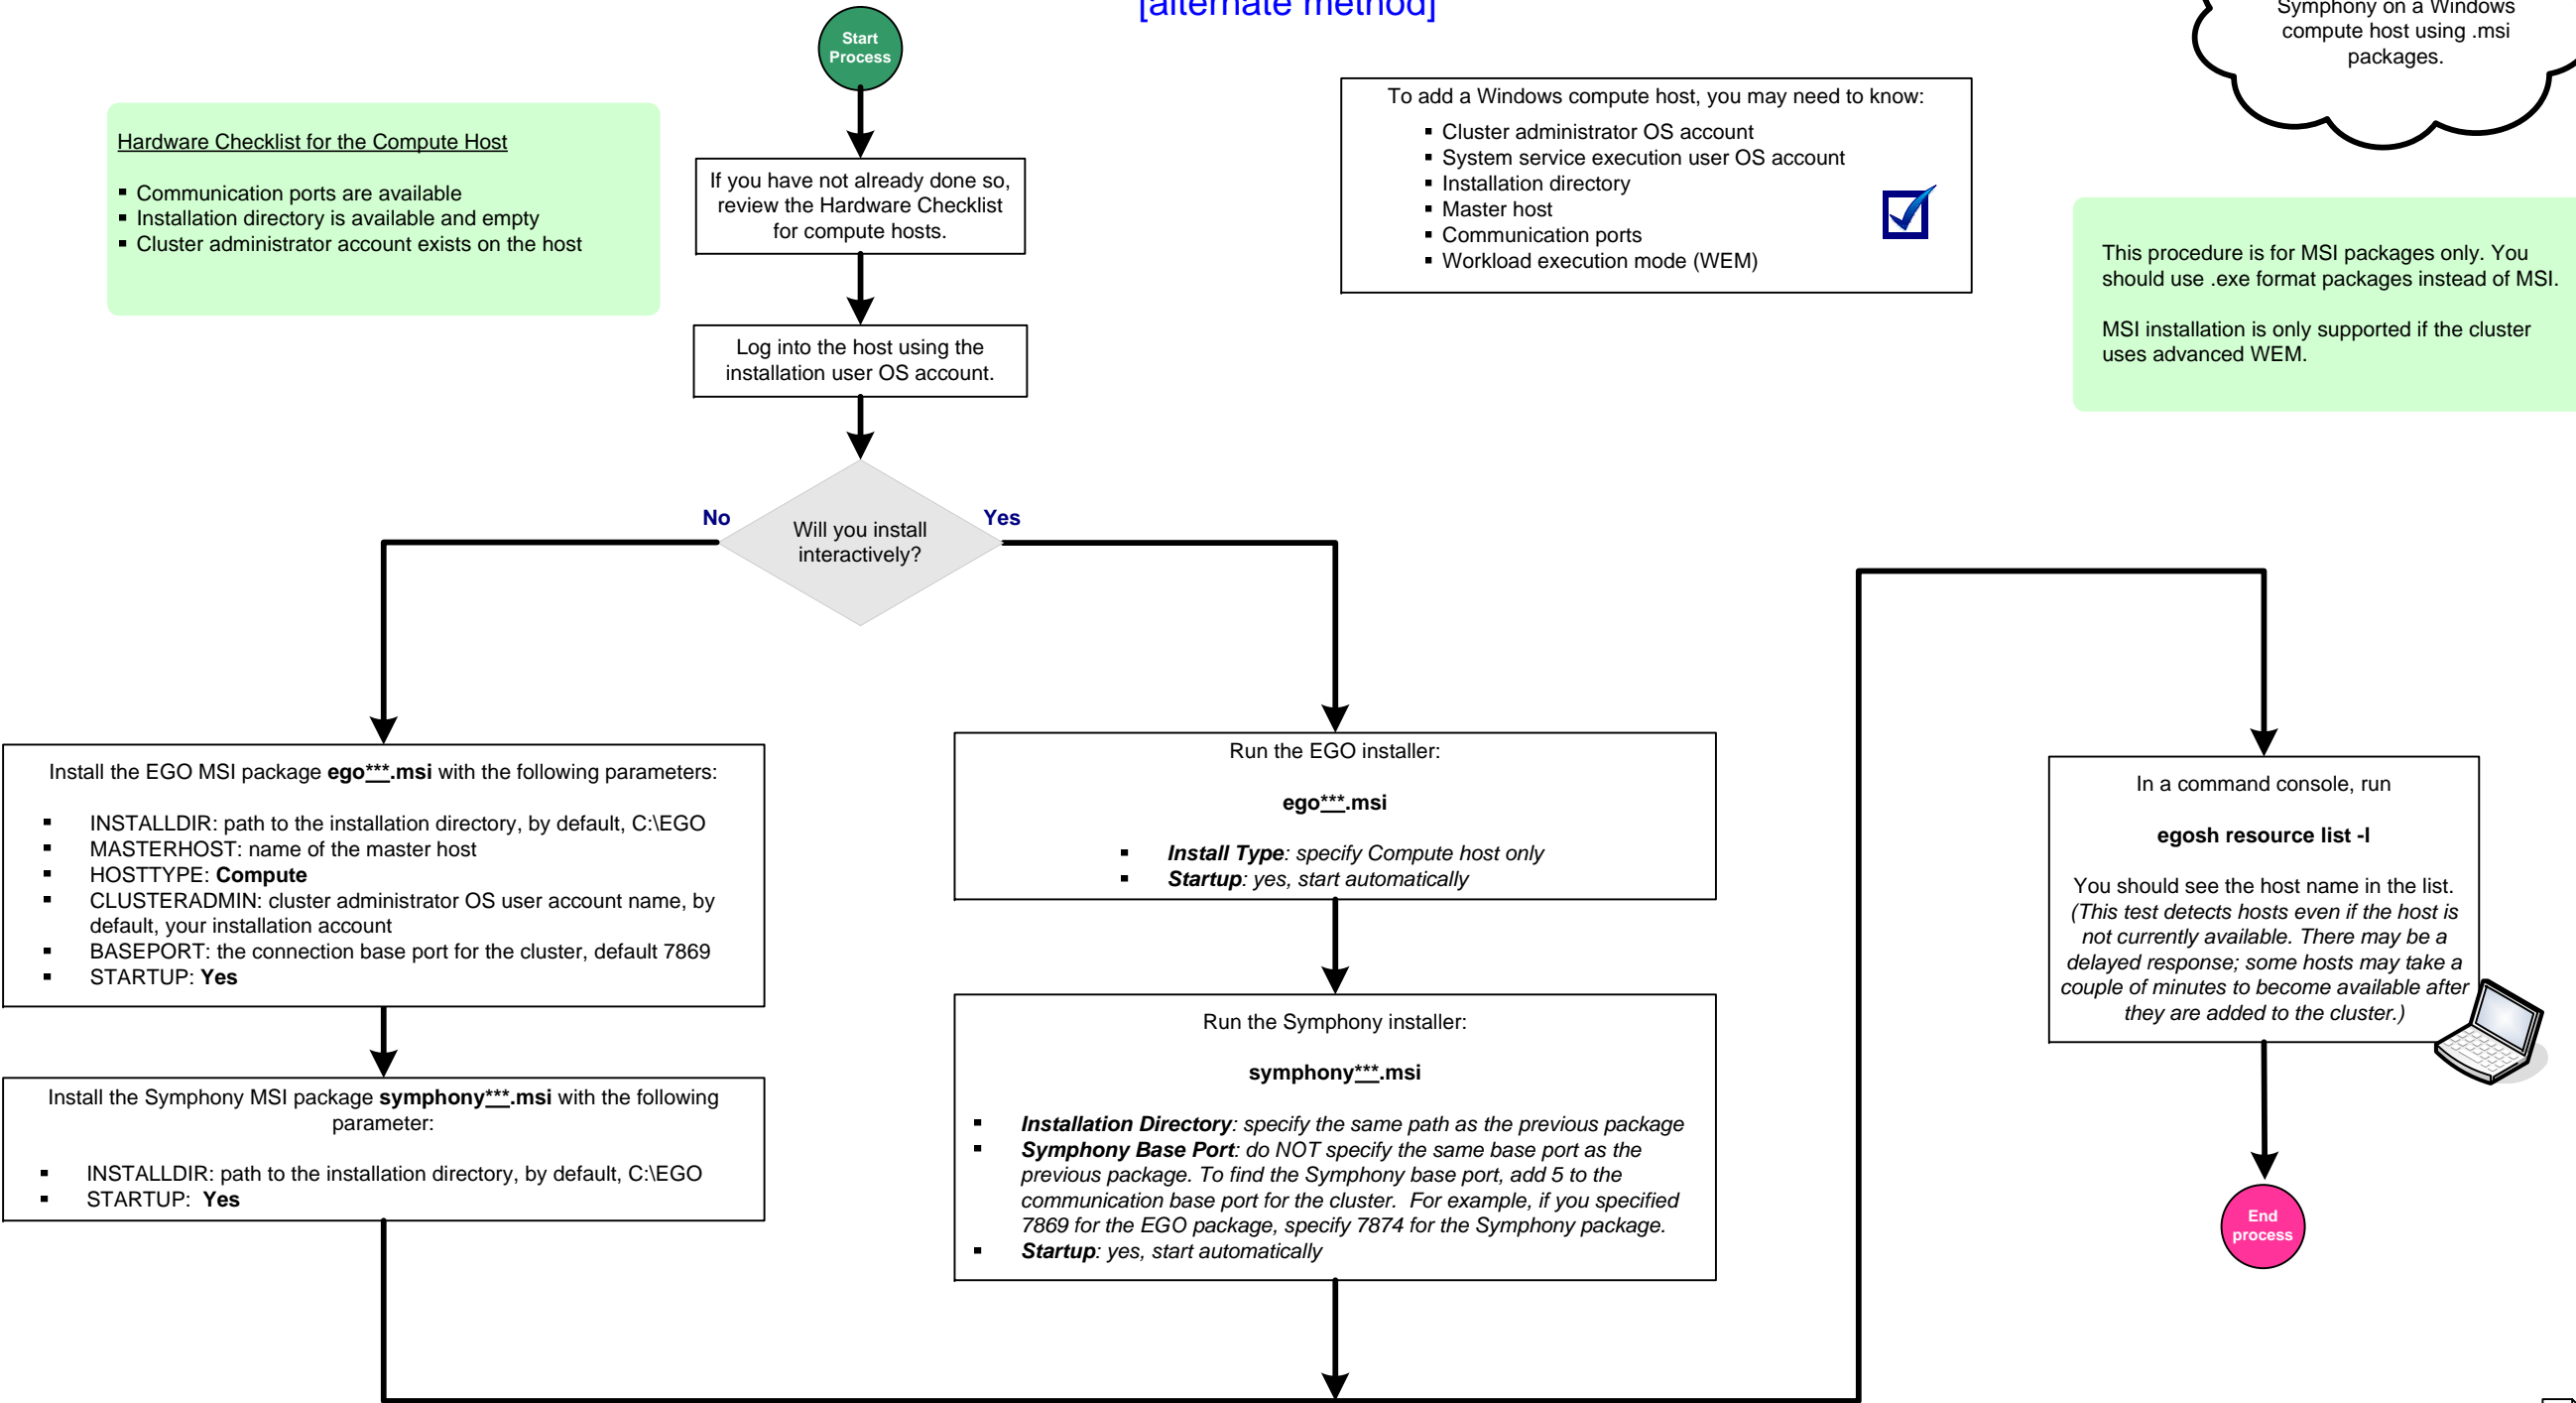 [alternate method]
Symphony on a Windows
compute host using .msi
packages.
Start
Process
Hardware Checklist for the Compute Host
▪ Communication ports are available
▪ Installation directory is available and empty
▪ Cluster administrator account exists on the host
If you have not already done so,
review the Hardware Checklist
for compute hosts.
To add a Windows compute host, you may need to know:
▪ Cluster administrator OS account
▪ System service execution user OS account
▪ Installation directory
▪ Master host
▪ Communication ports
▪ Workload execution mode (WEM)
This procedure is for MSI packages only. You
should use .exe format packages instead of MSI.
MSI installation is only supported if the cluster
uses advanced WEM.
Log into the host using the
installation user OS account.
No
Will you install
interactively?
Yes
Install the EGO MSI package ego***.msi with the following parameters:
▪ INSTALLDIR: path to the installation directory, by default, C:\EGO
▪ MASTERHOST: name of the master host
▪ HOSTTYPE: Compute
▪ CLUSTERADMIN: cluster administrator OS user account name, by
default, your installation account
▪ BASEPORT: the connection base port for the cluster, default 7869
▪ STARTUP: Yes
Install the Symphony MSI package symphony***.msi with the following
parameter:
▪ INSTALLDIR: path to the installation directory, by default, C:\EGO
▪ STARTUP: Yes
Run the EGO installer:
ego***.msi
▪ Install Type: specify Compute host only
▪ Startup: yes, start automatically
Run the Symphony installer:
symphony***.msi
▪ Installation Directory: specify the same path as the previous package
▪ Symphony Base Port: do NOT specify the same base port as the
previous package. To find the Symphony base port, add 5 to the
communication base port for the cluster. For example, if you specified
7869 for the EGO package, specify 7874 for the Symphony package.
▪ Startup: yes, start automatically
In a command console, run
egosh resource list -l
You should see the host name in the list.
(This test detects hosts even if the host is
not currently available. There may be a
delayed response; some hosts may take a
couple of minutes to become available after
they are added to the cluster.)
End
process